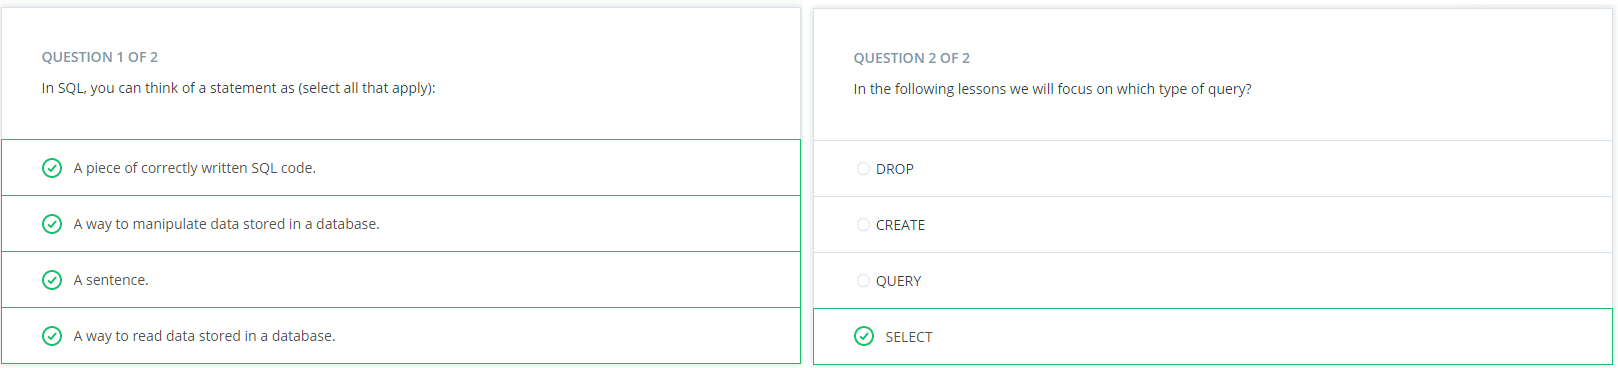 QUESTION 1 OF 2
In SQL, you can think of a statement as (select all that apply):
A piece of correctly written SQL code.
A way to manipulate data stored in a database.
A sentence.
A way to read data stored in a database.
QUESTION 2 OF 2
In the following lessons we will focus on which type of query?
DROP
CREATE
QUERY
SELECT